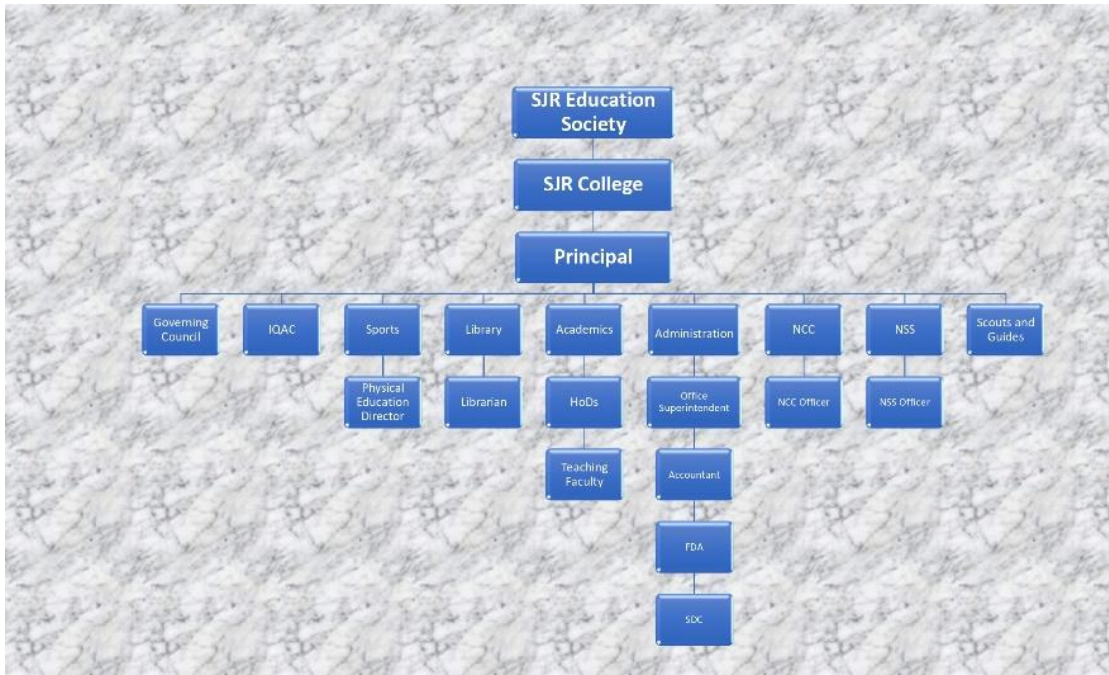 SJR Education
Society
SJR College
Principal
Governing
Council
IQAC
Sports
Library
Academics
Administration
NCC
NSS
Scouts and
Guides
Physical
Education
Director
Librarian
HoDs
Office
Superintendent
NCC Officer
NSS Officer
Teaching
Faculty
Accountant
FDA
SDC